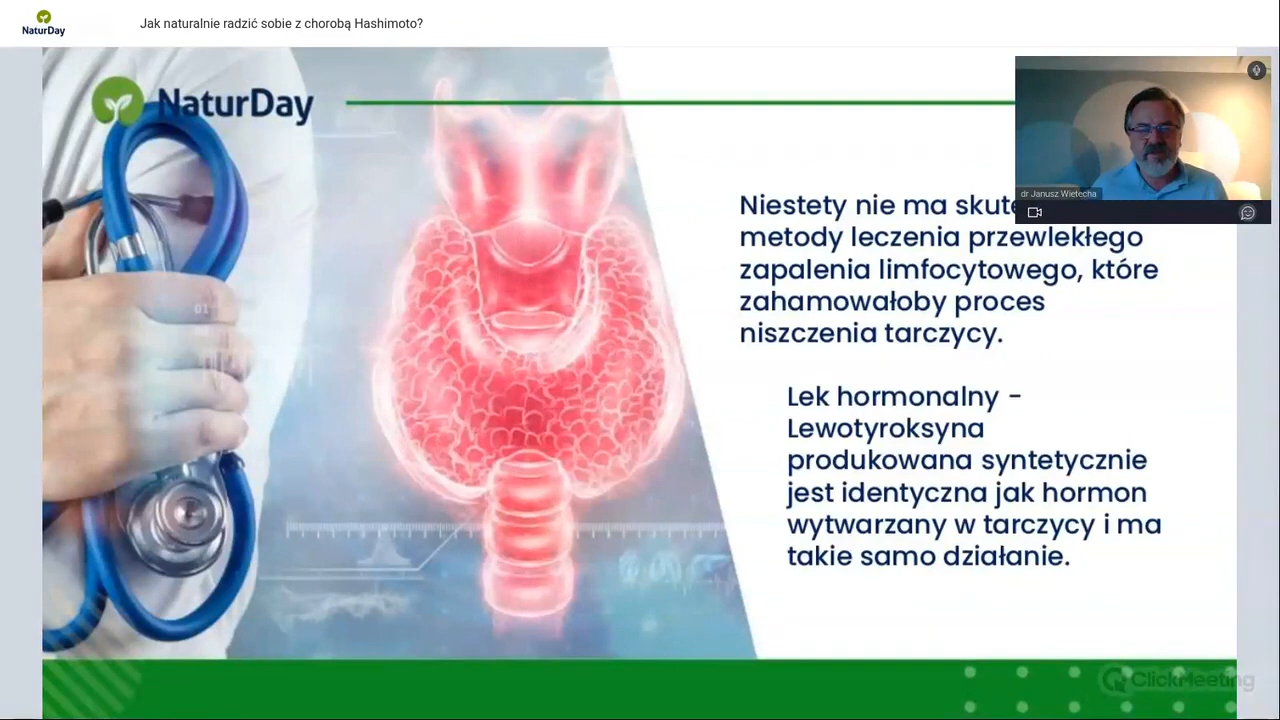 NaturDay
Jak naturalnie radzić sobie z chorobą Hashimoto?
NaturDay
dr Janusz Wietecha
Niestety nie ma
metody leczenia przewlekłego
zapalenia limfocytowego, które
zahamowałoby proces
niszczenia tarczycy.
Lek hormonalny -
Lewotyroksyna
produkowana syntetycznie
jest identyczna jak hormon
wytwarzany w tarczycy i ma
takie samo działanie.
01
ClickMeeting